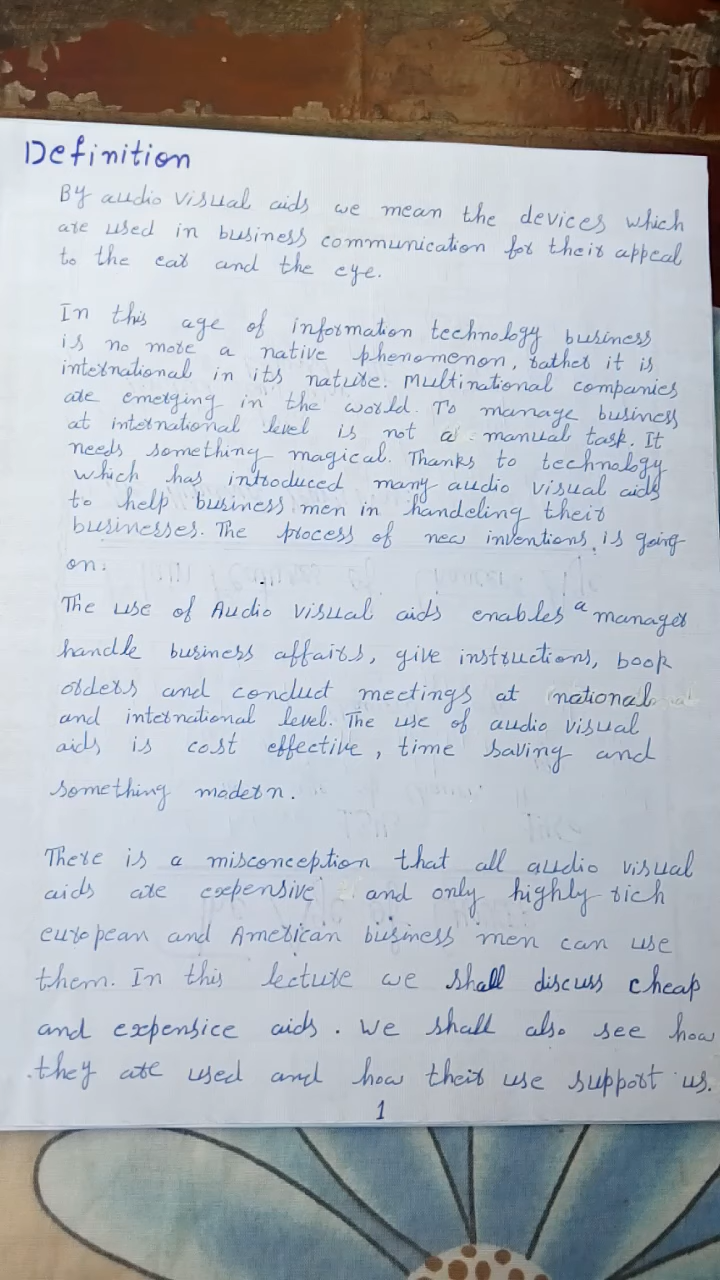 Definition
By audio visual aids we mean the devices which
are used in business communication for their appeal
to the ear and the eye.
In this age of information technology business
is no more a native phenomenon, rather it is
international in its nature. Multinational companies
are emerging in the world. To manage business
at international level is not a manual task. It
needs something magical. Thanks to technology
which has introduced many audio visual aids
to help business men in handeling their
businesses. The process of new inventions is going
on.
The use of Audio visual aids enables a manager
handle business affairs, give instructions, book
orders and conduct meetings at national
and international level. The use of audio visual
aids is cost effective, time saving and
something modern.
There is a misconception that all audio visual
aids are expensive and only highly rich
european and American business men can use
them. In this lecture we shall discuss cheap
and expensice aids. We shall also see how
they are used and how their use support us.
1